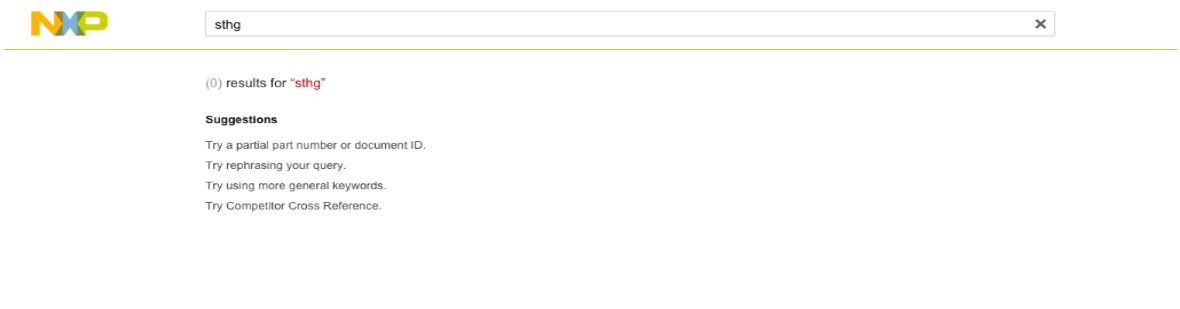 NXP
sthg
(0) results for “sthg”
Suggestions
Try a partial part number or document ID.
Try rephrasing your query.
Try using more general keywords.
Try Competitor Cross Reference.